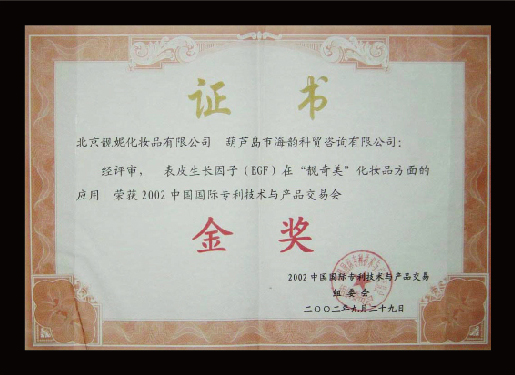 证 书
北京靓妮化妆品有限公司 葫芦岛市海韵科贸咨询有限公司：
经评审， 表皮生长因子（EGF）在“靓奇美”化妆品方面的
应用 荣获2002中国国际专利技术与产品交易会
金 奖
2002中国国际专利技术与产品交易
组委会
二〇〇二年九月二十九日